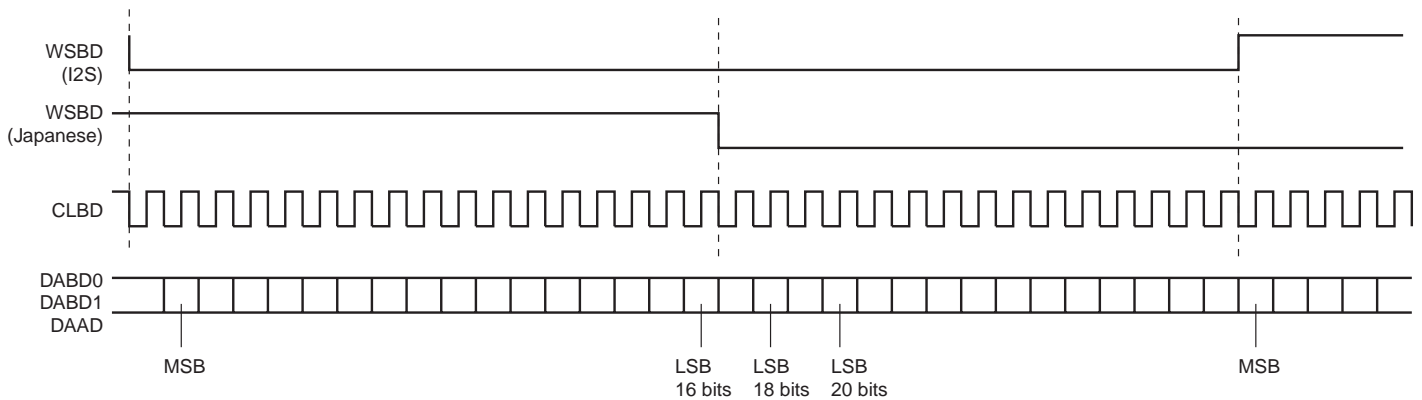 WSBD
(I2S)
WSBD
(Japanese)
CLBD
DABD0
DABD1
DAAD
MSB
LSB
16 bits
LSB
18 bits
LSB
20 bits
MSB